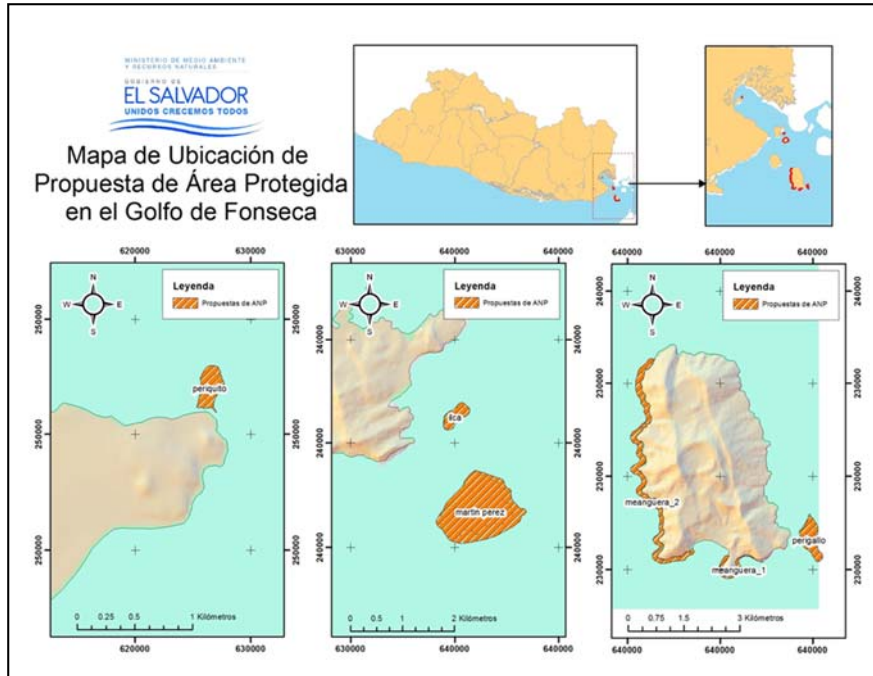 MINISTERIO DE MEDIO AMBIENTE
Y RECURSOS NATURALES
GOBIERNO DE
EL SALVADOR
UNIDOS CRECEMOS TODOS
Mapa de Ubicación de
Propuesta de Área Protegida
en el Golfo de Fonseca
620000
630000
N
W
E
S
Leyenda
Propuestas de ANP
250000
250000
periquito
250000
250000
250000
250000
0
0.25
0.5
1 Kilómetros
620000
630000
630000
640000
640000
N
W
E
S
Leyenda
Propuestas de ANP
240000
240000
ilca
240000
240000
martin perez
240000
240000
0
0.5
1
2 Kilómetros
630000
640000
640000
640000
640000
640000
N
W
E
S
Leyenda
Propuestas de ANP
240000
240000
230000
230000
230000
230000
meanguera_2
perigallo
meanguera_1
230000
230000
0
0.75
1.5
3 Kilómetros
640000
640000
640000